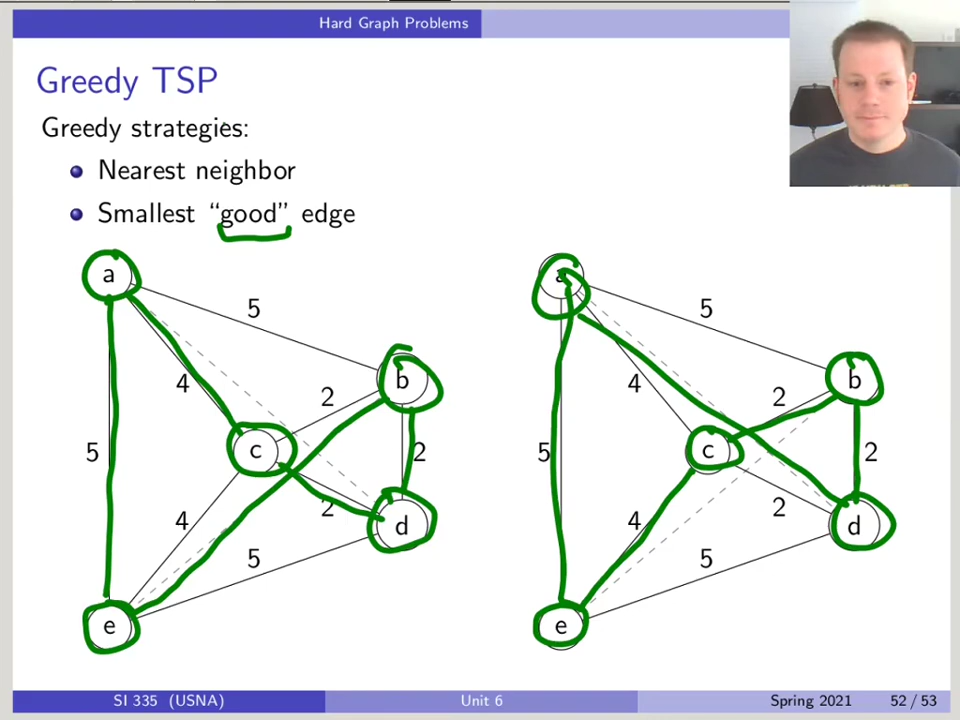 Hard Graph Problems
Greedy TSP
Greedy strategies:
Nearest neighbor
Smallest “good” edge
a
5
4
2
b
5
c
2
4
2
d
5
e
a
5
4
2
b
5
c
2
4
2
d
5
e
SI 335 (USNA) Unit 6 Spring 2021 52 / 53